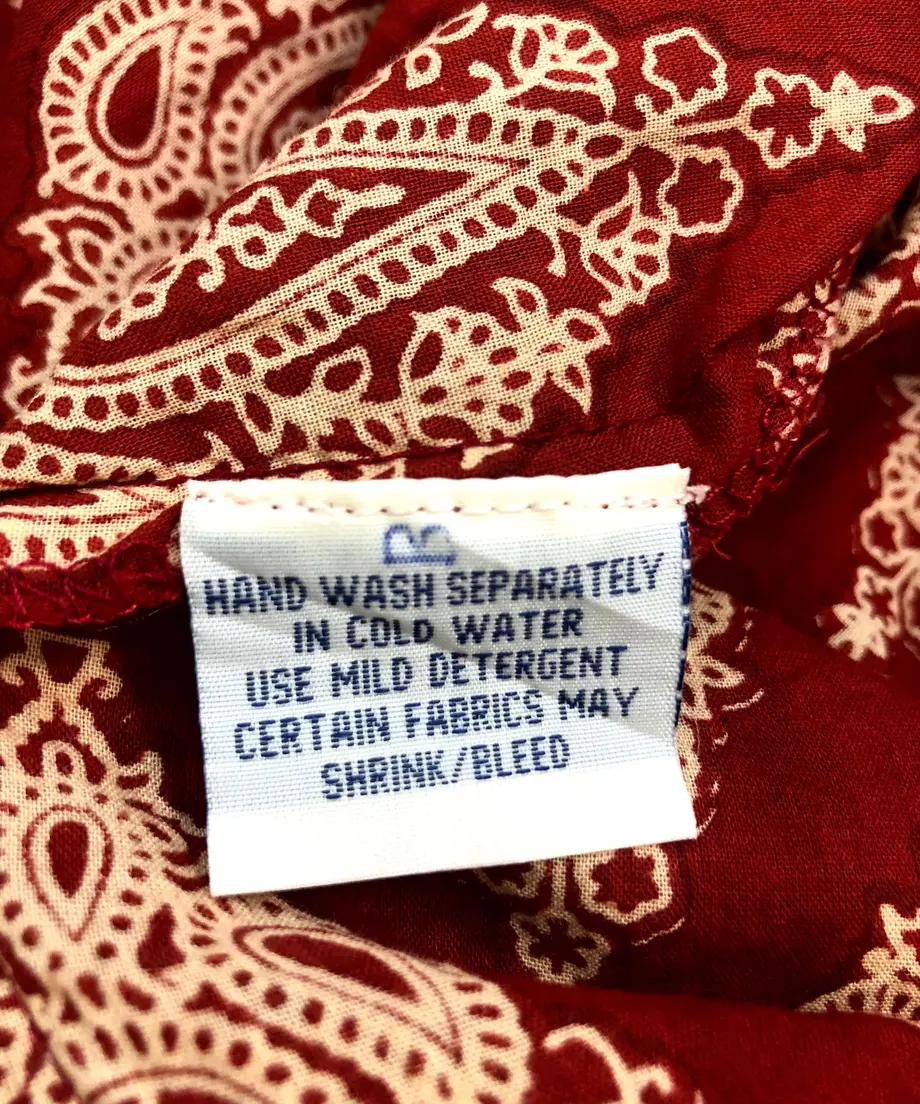 B
HAND WASH SEPARATELY
IN COLD WATER
USE MILD DETERGENT
CERTAIN FABRICS MAY
SHRINK/BLEED